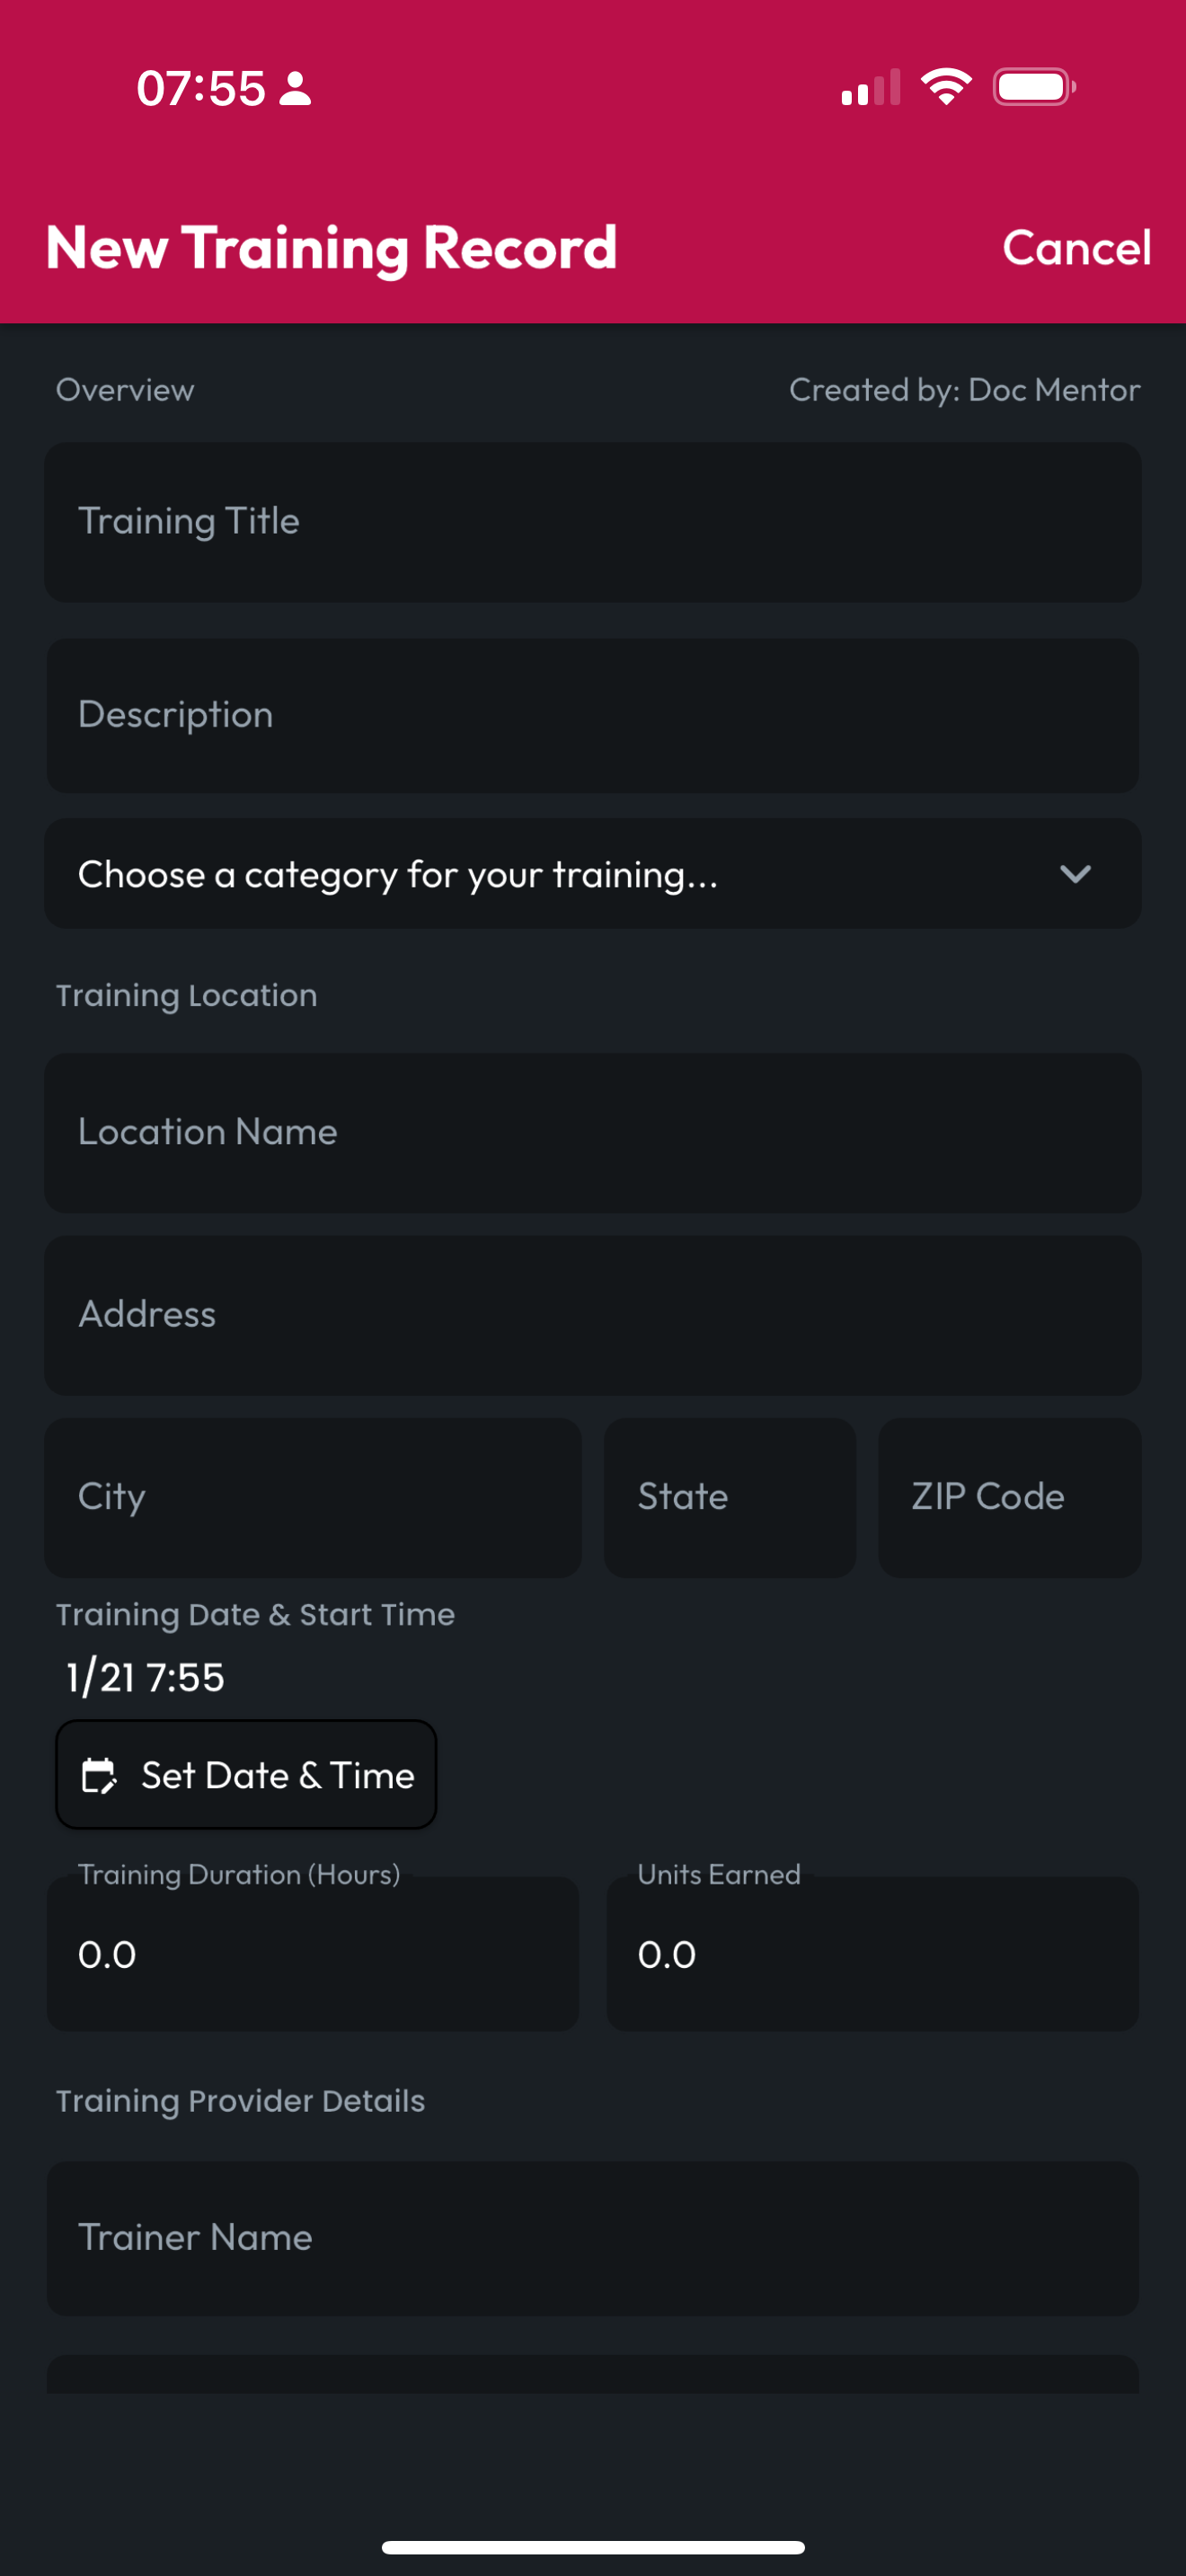 07:55
New Training Record Cancel
Overview Created by: Doc Mentor
Training Title
Description
Choose a category for your training...
Training Location
Location Name
Address
City State ZIP Code
Training Date & Start Time
1/21 7:55
Set Date & Time
Training Duration (Hours) Units Earned
0.0 0.0
Training Provider Details
Trainer Name